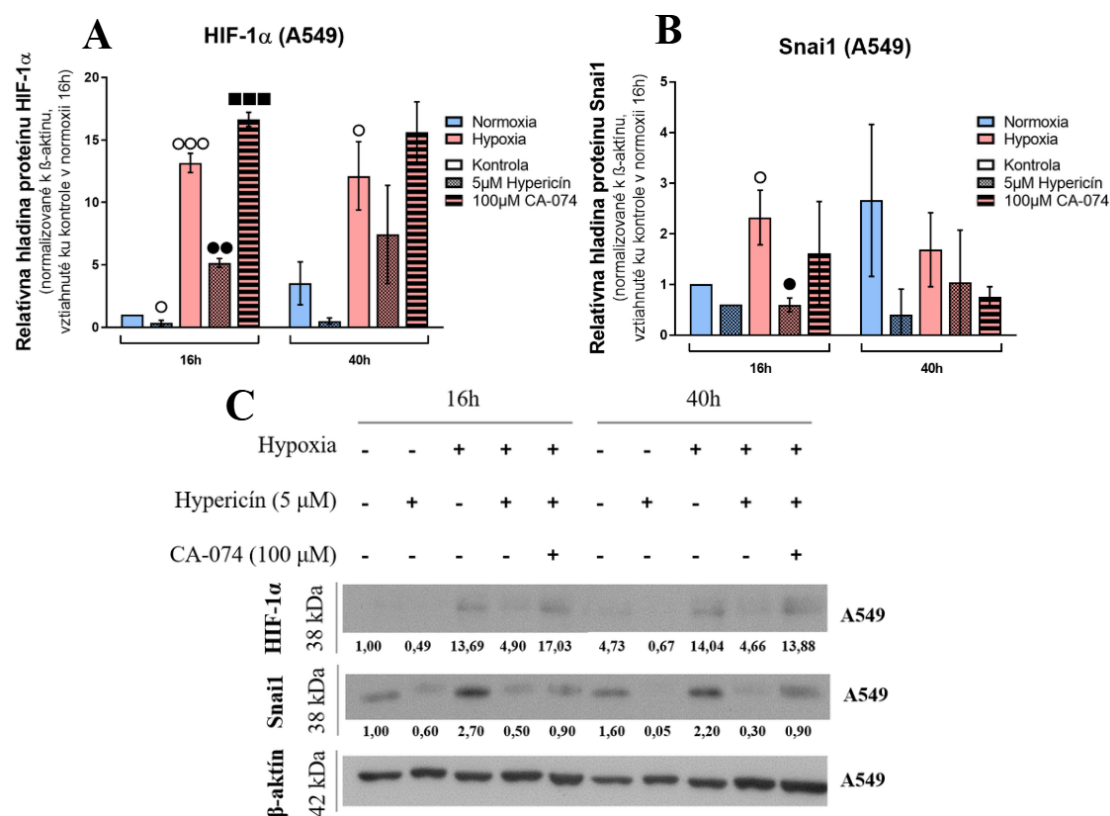 A
HIF-1α (A549)
Relatívna hladina proteínu HIF-1α
(normalizované k ß-aktínu,
vztiahnuté ku kontrole v normoxii 16h)
20
15
10
5
0
16h
40h
Normoxia
Hypoxia
Kontrola
5µM Hypericín
100µM CA-074
B
Snai1 (A549)
Relatívna hladina proteínu Snai1
(normalizované k ß-aktínu,
vztiahnuté ku kontrole v normoxii 16h)
5
4
3
2
1
0
16h
40h
Normoxia
Hypoxia
Kontrola
5µM Hypericín
100µM CA-074
C
16h 40h
Hypoxia - - + + + - - + + +
Hypericín (5 µM) - + - + + - + - + +
CA-074 (100 µM) - - - - + - - - - +
HIF-1α 38 kDa A549
1,00 0,49 13,69 4,90 17,03 4,73 0,67 14,04 4,66 13,88
Snai1 38 kDa A549
1,00 0,60 2,70 0,50 0,90 1,60 0,05 2,20 0,30 0,90
β-aktín 42 kDa A549